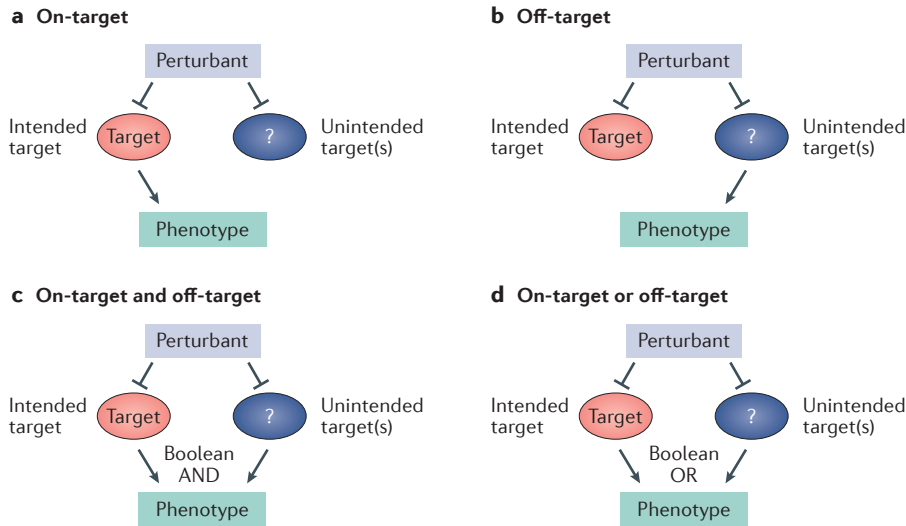 a On-target
Perturbant
Intended
target
Target
?
Unintended
target(s)
Phenotype
b Off-target
Perturbant
Intended
target
Target
?
Unintended
target(s)
Phenotype
c On-target and off-target
Perturbant
Intended
target
Target
?
Unintended
target(s)
Boolean
AND
Phenotype
d On-target or off-target
Perturbant
Intended
target
Target
?
Unintended
target(s)
Boolean
OR
Phenotype